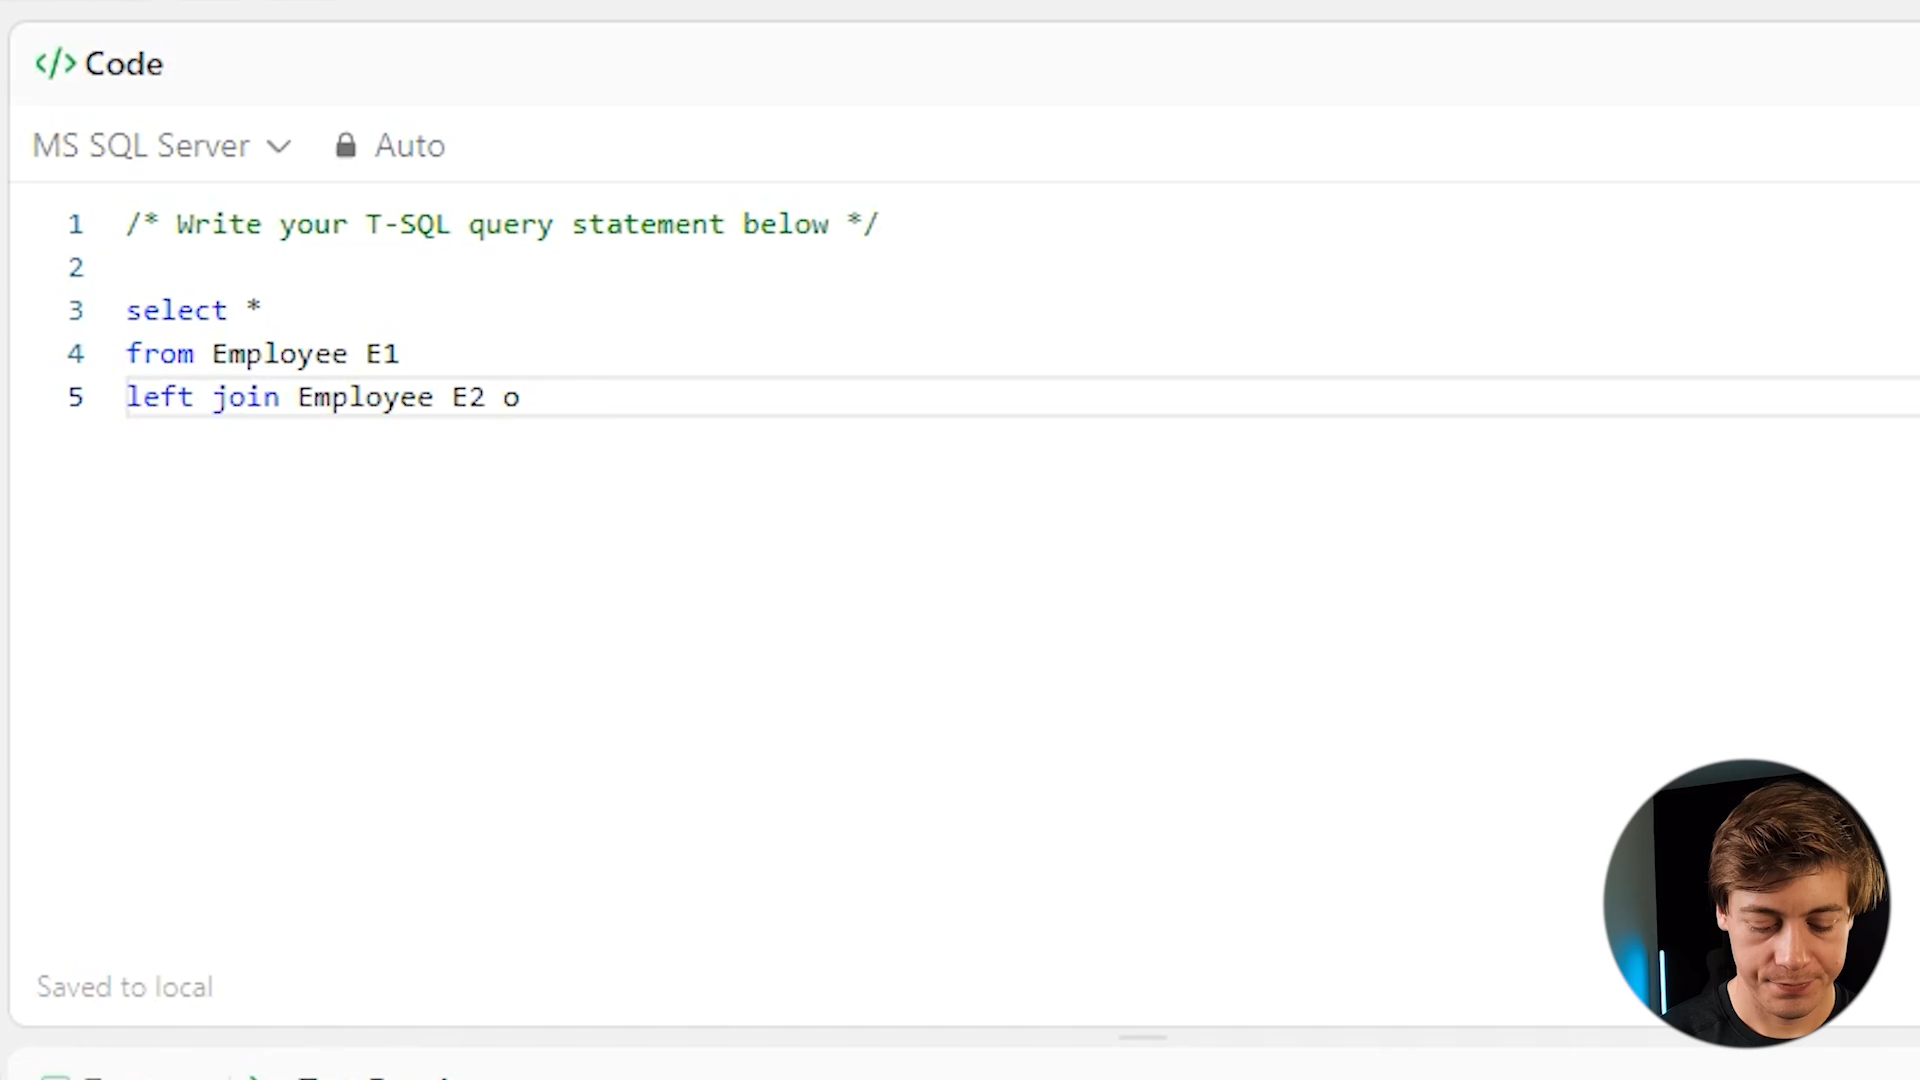 </> Code
MS SQL Server Auto
1 /* Write your T-SQL query statement below */
2
3 select *
4 from Employee E1
5 left join Employee E2 o
Saved to local